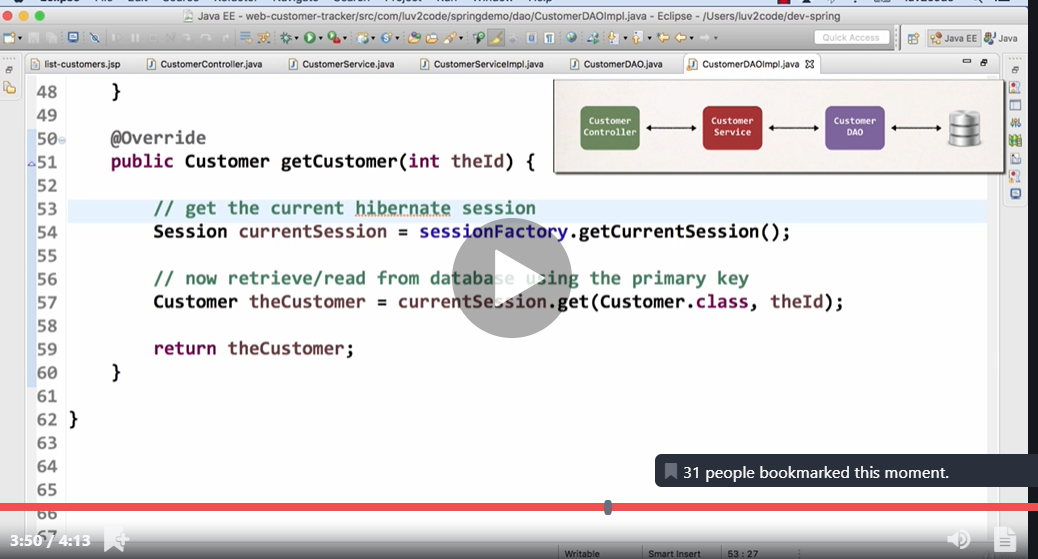 Java EE - web-customer-tracker/src/com/luv2code/springdemo/dao/CustomerDAOImpl.java - Eclipse - /Users/luv2code/dev-spring
Quick Access
Java EE
Java
list-customers.jsp
CustomerController.java
CustomerService.java
CustomerServiceImpl.java
CustomerDAO.java
CustomerDAOImpl.java
Customer
Controller
Customer
Service
Customer
DAO
48 }
49
50 @Override
51 public Customer getCustomer(int theId) {
52
53 // get the current hibernate session
54 Session currentSession = sessionFactory.getCurrentSession();
55
56 // now retrieve/read from database using the primary key
57 Customer theCustomer = currentSession.get(Customer.class, theId);
58
59 return theCustomer;
60 }
61
62 }
63
64
65
66
67
31 people bookmarked this moment.
3:50 / 4:13
Writable
Smart Insert
53 : 27